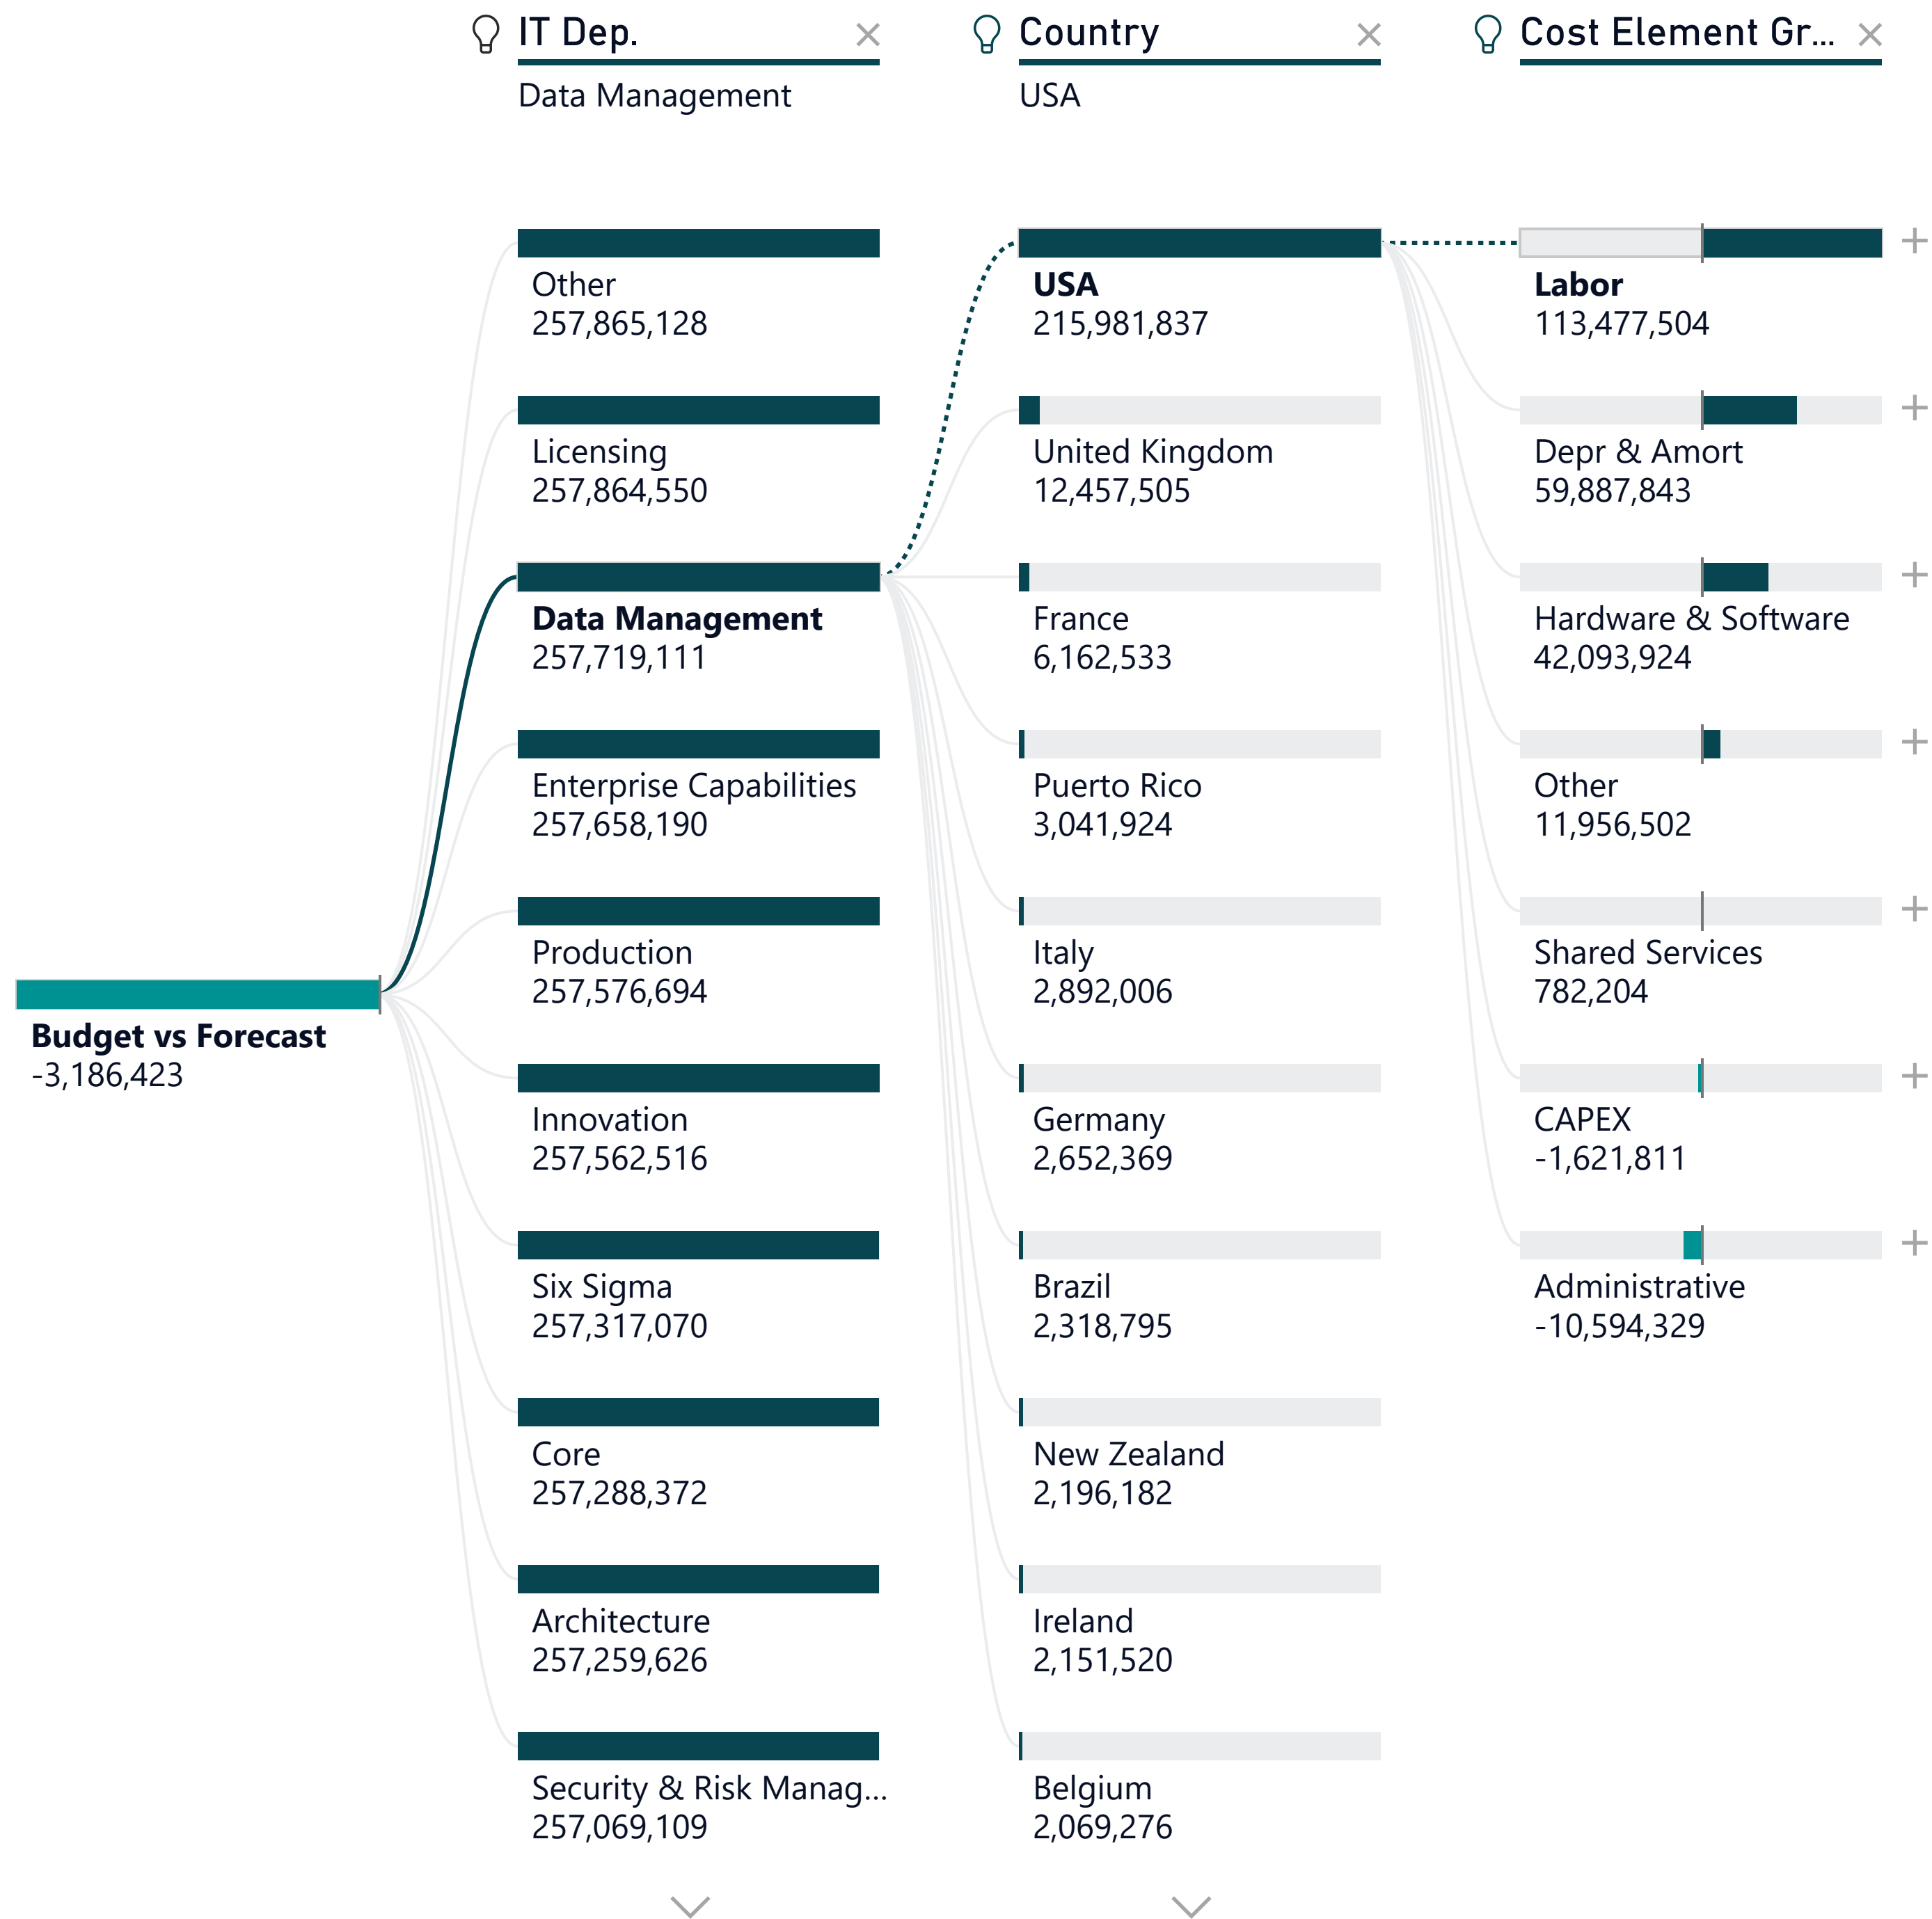 IT Dep.
Country
Cost Element Gr...
Data Management
USA
Other
257,865,128
Licensing
257,864,550
Data Management
257,719,111
Enterprise Capabilities
257,658,190
Production
257,576,694
Innovation
257,562,516
Six Sigma
257,317,070
Core
257,288,372
Architecture
257,259,626
Security & Risk Manag...
257,069,109
Budget vs Forecast
-3,186,423
USA
215,981,837
United Kingdom
12,457,505
France
6,162,533
Puerto Rico
3,041,924
Italy
2,892,006
Germany
2,652,369
Brazil
2,318,795
New Zealand
2,196,182
Ireland
2,151,520
Belgium
2,069,276
Labor
113,477,504
Depr & Amort
59,887,843
Hardware & Software
42,093,924
Other
11,956,502
Shared Services
782,204
CAPEX
-1,621,811
Administrative
-10,594,329